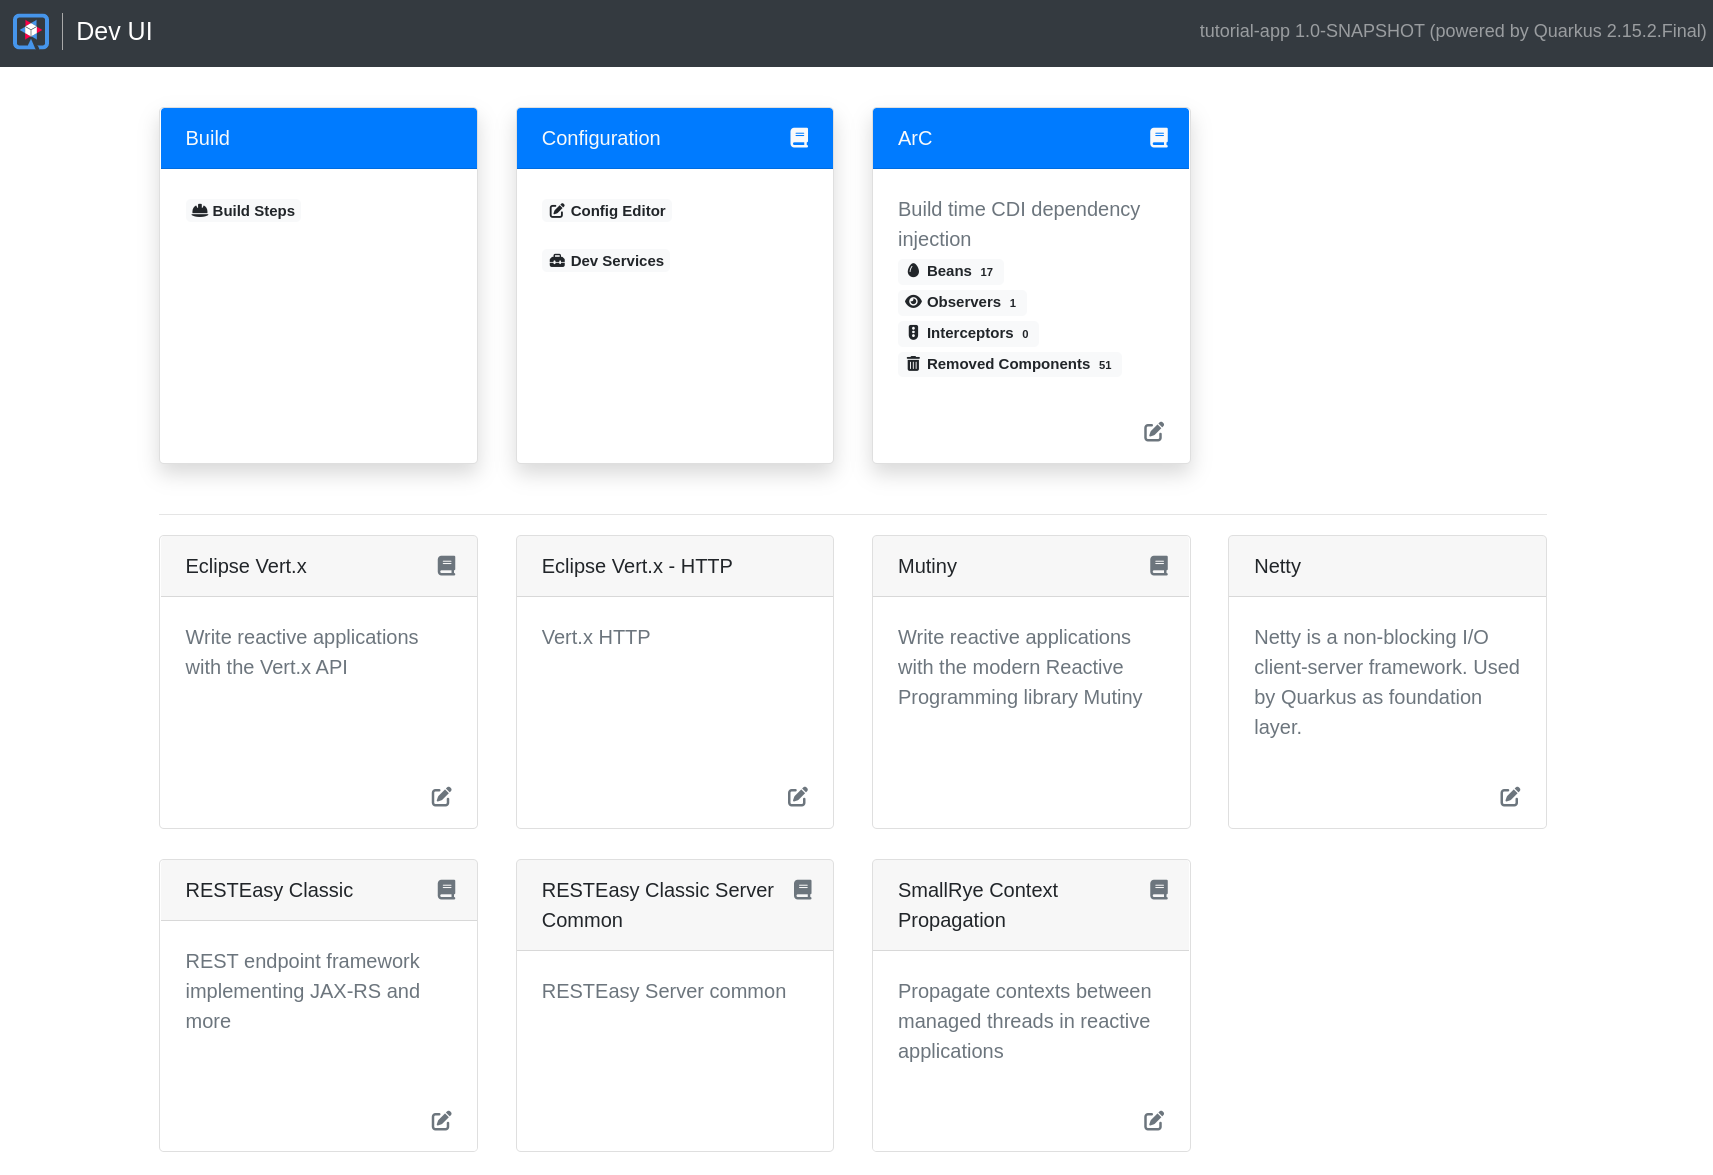 Dev UI
tutorial-app 1.0-SNAPSHOT (powered by Quarkus 2.15.2.Final)
Build
Build Steps
Configuration
Config Editor
Dev Services
ArC
Build time CDI dependency
injection
Beans 17
Observers 1
Interceptors 0
Removed Components 51
Eclipse Vert.x
Write reactive applications
with the Vert.x API
Eclipse Vert.x - HTTP
Vert.x HTTP
Mutiny
Write reactive applications
with the modern Reactive
Programming library Mutiny
Netty
Netty is a non-blocking I/O
client-server framework. Used
by Quarkus as foundation
layer.
RESTEasy Classic
REST endpoint framework
implementing JAX-RS and
more
RESTEasy Classic Server
Common
RESTEasy Server common
SmallRye Context
Propagation
Propagate contexts between
managed threads in reactive
applications